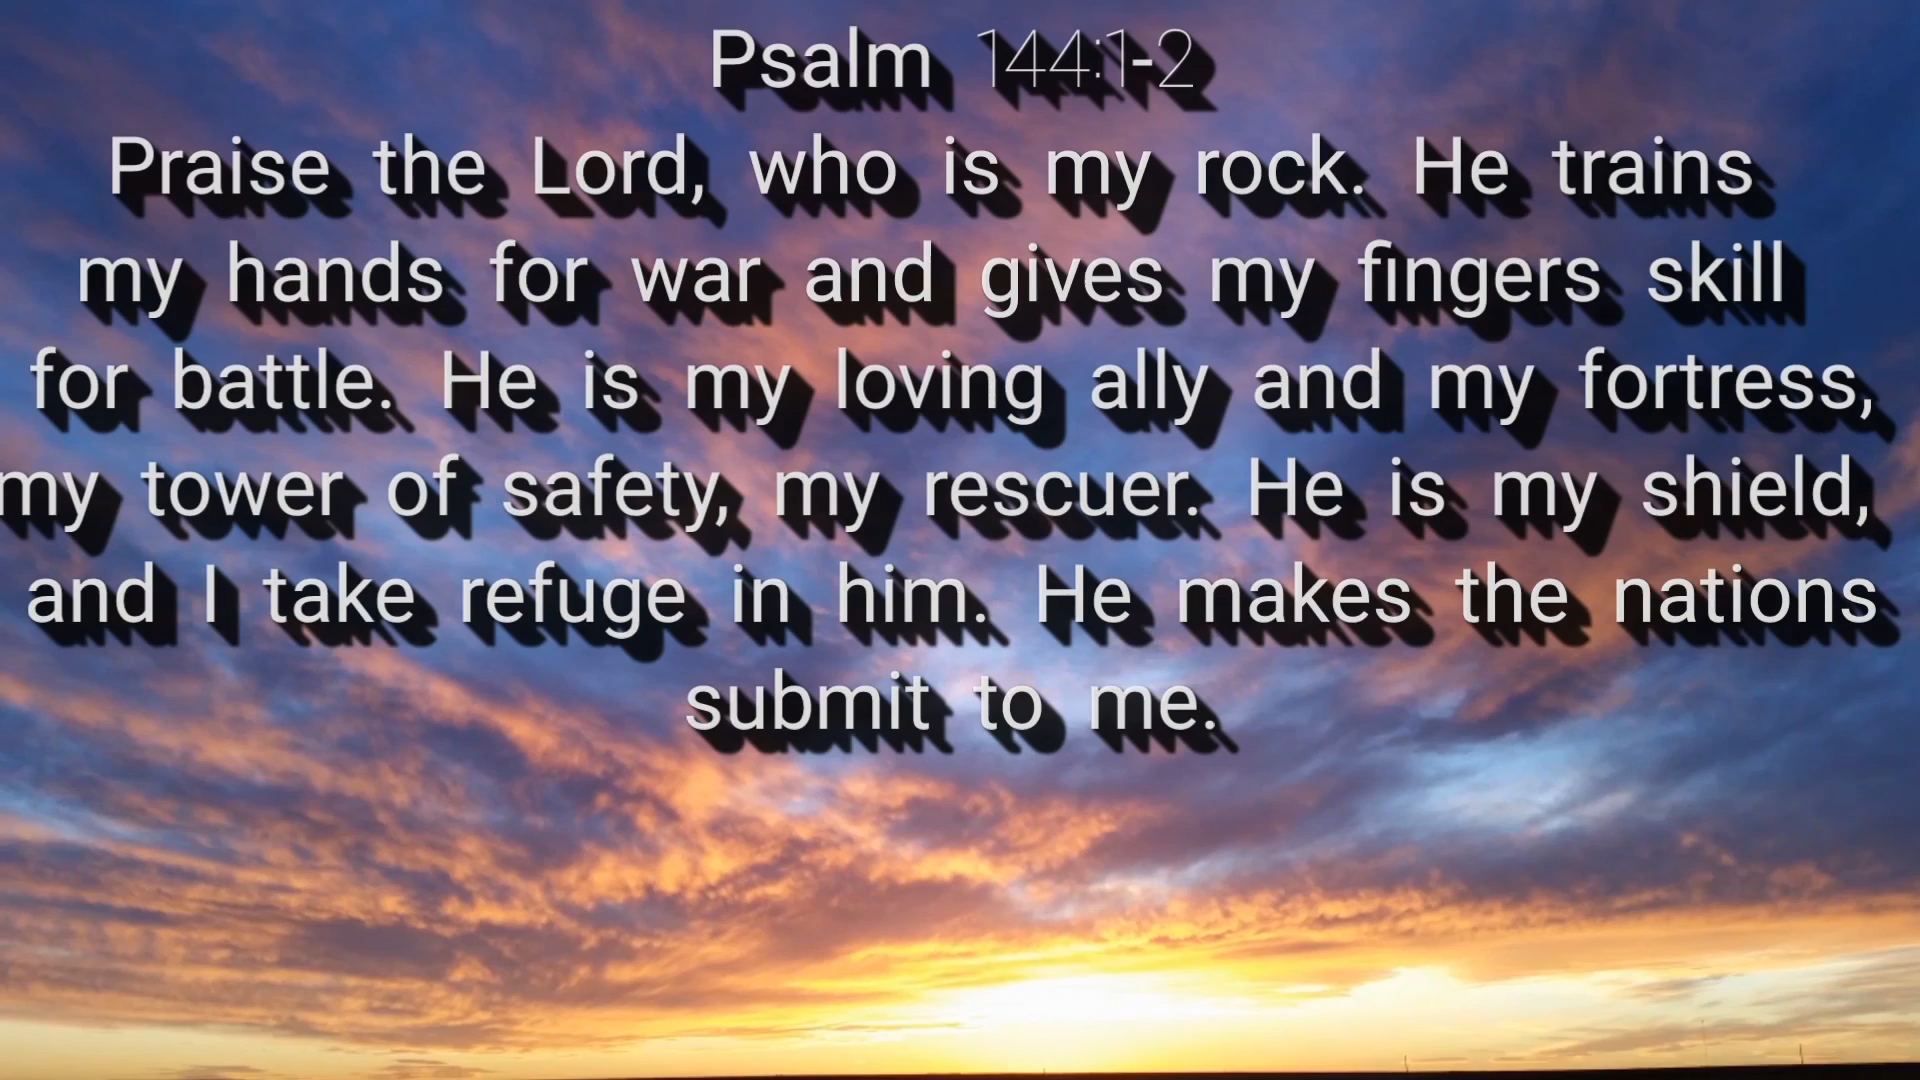 Psalm 144:1-2
Praise the Lord, who is my rock. He trains
my hands for war and gives my fingers skill
for battle. He is my loving ally and my fortress,
my tower of safety, my rescuer. He is my shield,
and I take refuge in him. He makes the nations
submit to me.